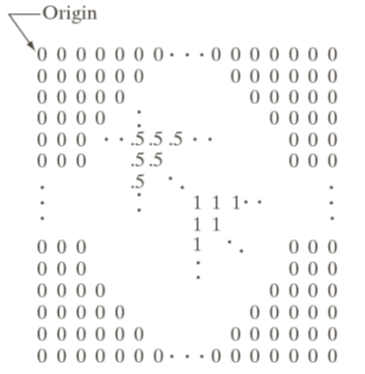 Origin
0 0 0 0 0 0 0 · · · 0 0 0 0 0 0 0
0 0 0 0 0 0 0 0 0 0 0 0
0 0 0 0 0 0 0 0 0 0
0 0 0 0 · 0 0 0 0
0 0 0 · · .5 .5 .5 · · 0 0 0
0 0 0 .5 .5 0 0 0
.5 ⋱
⋮ ⋮ 1 1 1 · · ⋮
1 1
0 0 0 1 ⋱ 0 0 0
0 0 0 ⋮ 0 0 0
0 0 0 0 0 0 0 0
0 0 0 0 0 0 0 0 0 0
0 0 0 0 0 0 0 0 0 0 0 0
0 0 0 0 0 0 0 · · · 0 0 0 0 0 0 0